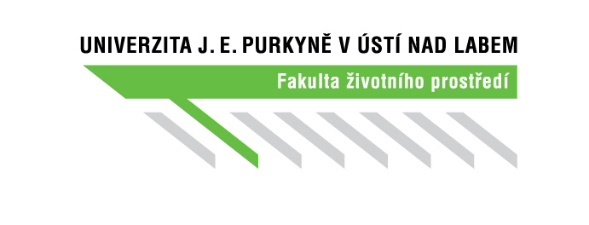 UNIVERZITA J. E. PURKYNĚ V ÚSTÍ NAD LABEM
Fakulta životního prostředí